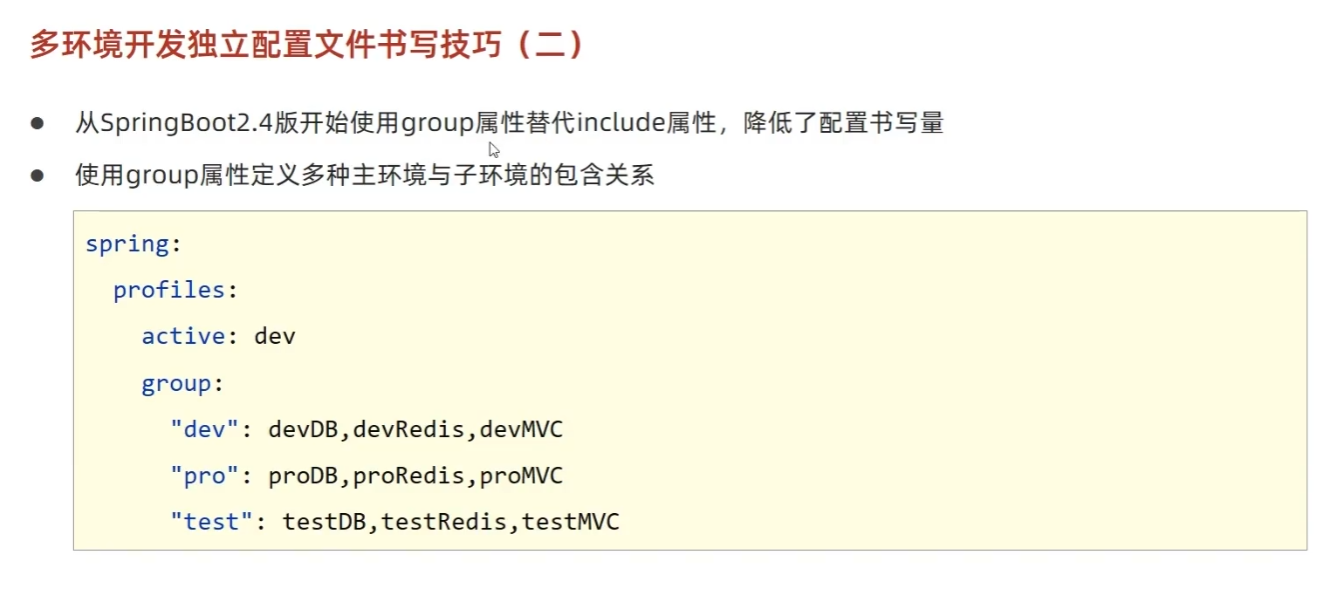 多环境开发独立配置文件书写技巧（二）
从SpringBoot2.4版开始使用group属性替代include属性，降低了配置书写量
使用group属性定义多种主环境与子环境的包含关系
spring:
  profiles:
    active: dev
    group:
      "dev": devDB,devRedis,devMVC
      "pro": proDB,proRedis,proMVC
      "test": testDB,testRedis,testMVC